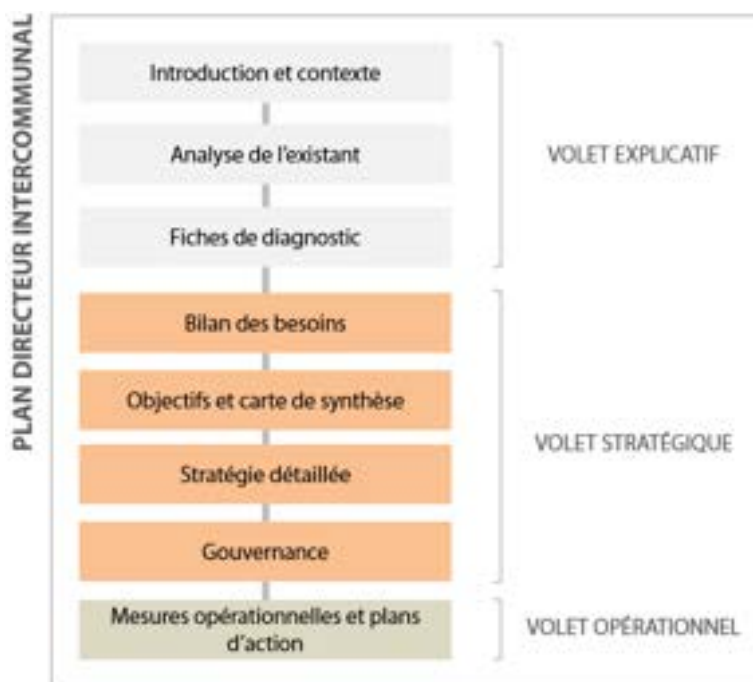 PLAN DIRECTEUR INTERCOMMUNAL
Introduction et contexte
Analyse de l'existant
Fiches de diagnostic
VOLET EXPLICATIF
Bilan des besoins
Objectifs et carte de synthèse
Stratégie détaillée
Gouvernance
VOLET STRATÉGIQUE
Mesures opérationnelles et plans
d'action
VOLET OPÉRATIONNEL